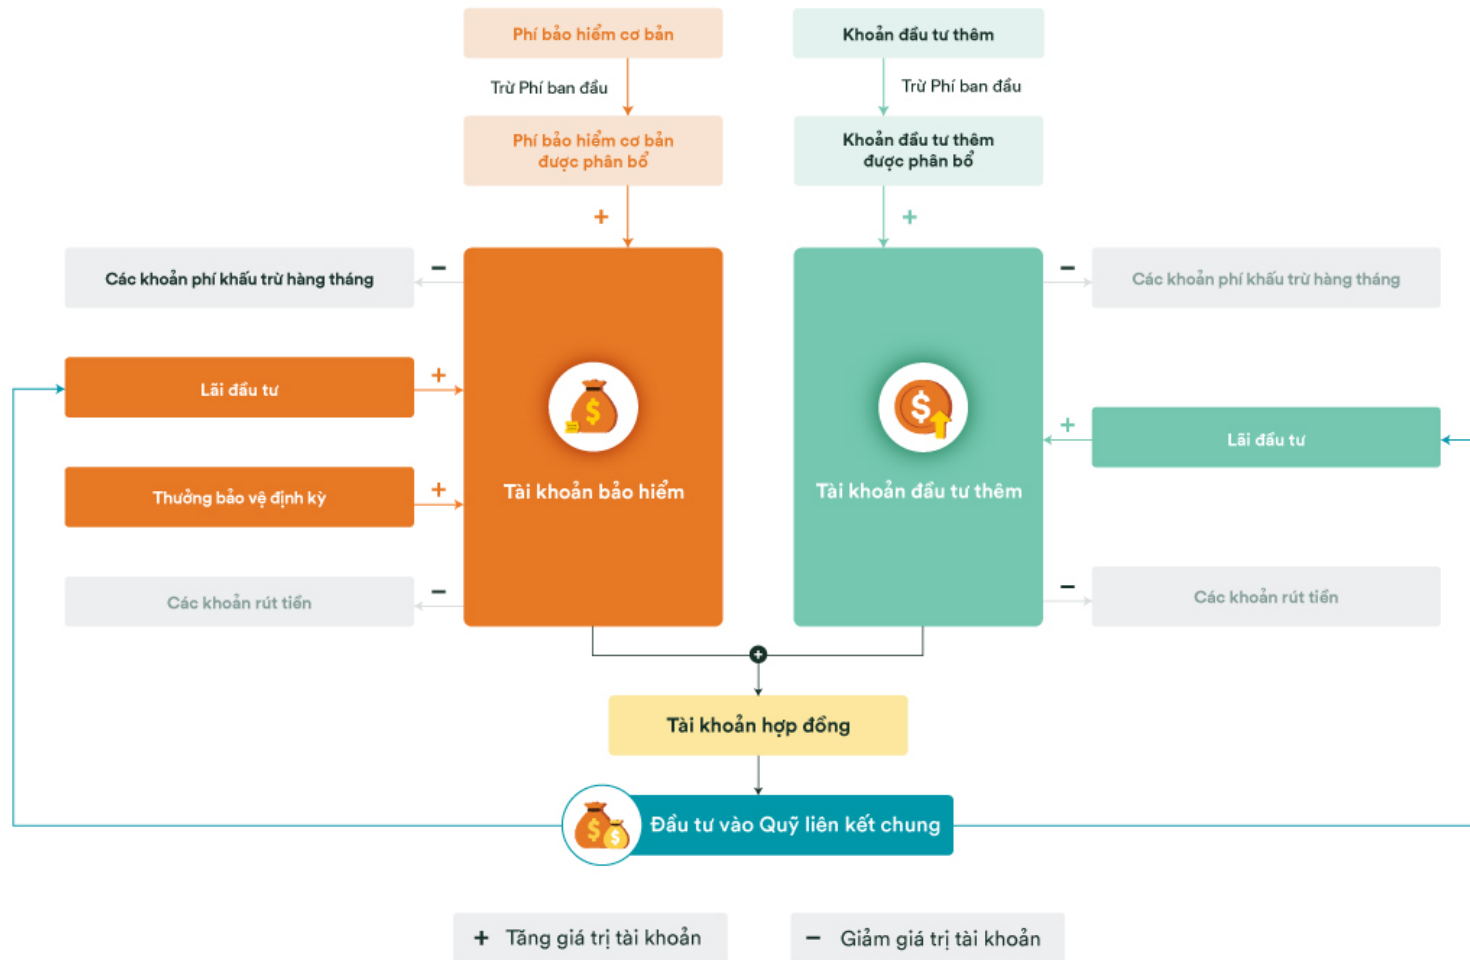 Phí bảo hiểm cơ bản
Khoản đầu tư thêm
Trừ Phí ban đầu
Trừ Phí ban đầu
Phí bảo hiểm cơ bản
được phân bổ
Khoản đầu tư thêm
được phân bổ
+
+
Các khoản phí khấu trừ hàng tháng
−
−
Các khoản phí khấu trừ hàng tháng
Lãi đầu tư
+
$
$
+
Lãi đầu tư
Thưởng bảo vệ định kỳ
+
Tài khoản bảo hiểm
Tài khoản đầu tư thêm
Các khoản rút tiền
−
−
Các khoản rút tiền
+
Tài khoản hợp đồng
$ $
Đầu tư vào Quỹ liên kết chung
+ Tăng giá trị tài khoản
− Giảm giá trị tài khoản